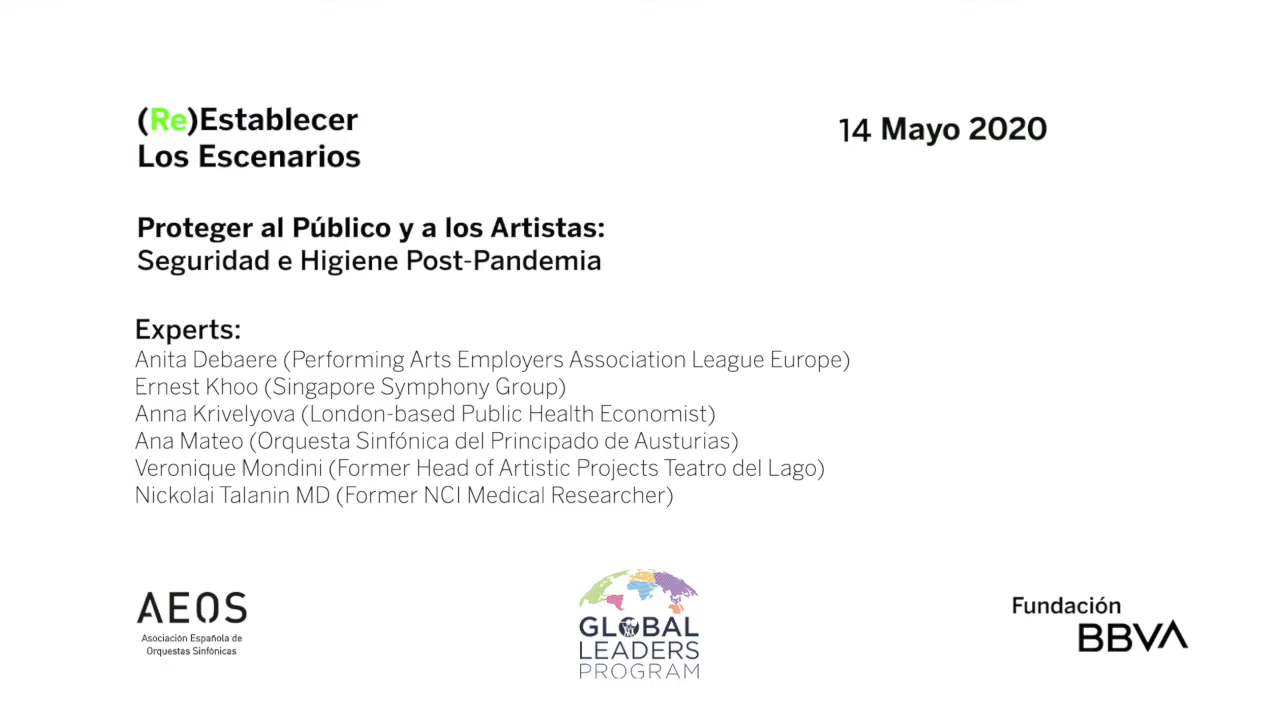 (Re)Establecer
Los Escenarios
14 Mayo 2020
Proteger al Público y a los Artistas:
Seguridad e Higiene Post-Pandemia
Experts:
Anita Debaere (Performing Arts Employers Association League Europe)
Ernest Khoo (Singapore Symphony Group)
Anna Krivelyova (London-based Public Health Economist)
Ana Mateo (Orquesta Sinfónica del Principado de Austurias)
Veronique Mondini (Former Head of Artistic Projects Teatro del Lago)
Nickolai Talanin MD (Former NCI Medical Researcher)
AEOS
Asociación Española de
Orquestas Sinfónicas
GLOBAL
LEADERS
PROGRAM
Fundación
BBVA